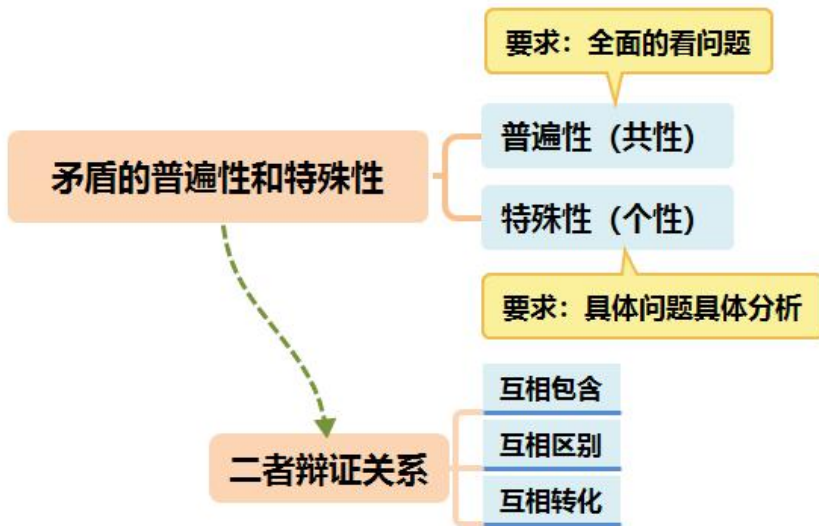 要求：全面的看问题
普遍性（共性）
矛盾的普遍性和特殊性
特殊性（个性）
要求：具体问题具体分析
互相包含
互相区别
二者辩证关系
互相转化